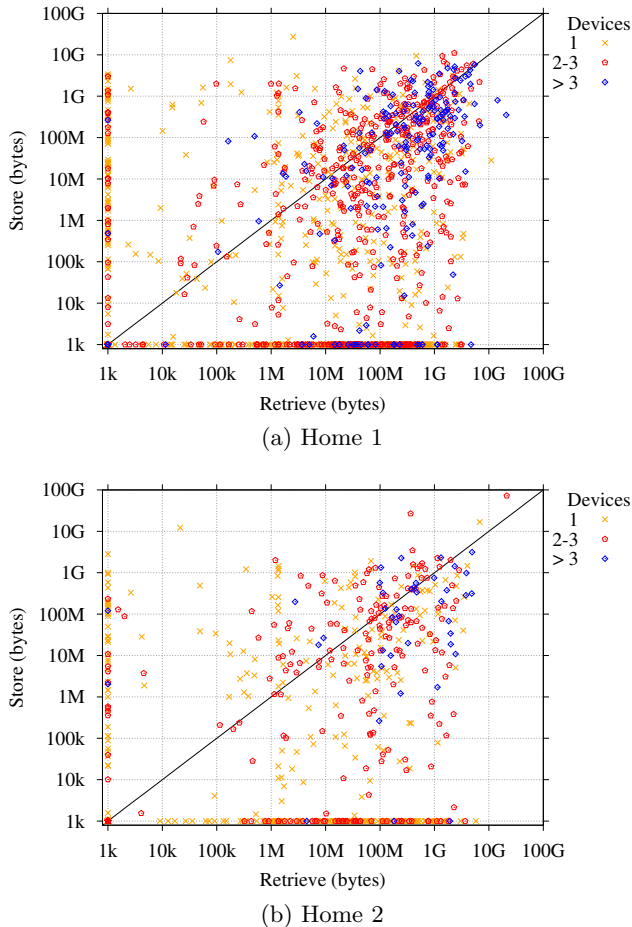 Devices
1
2-3
> 3
100G
10G
1G
100M
10M
1M
100k
10k
1k
Store (bytes)
1k 10k 100k 1M 10M 100M 1G 10G 100G
Retrieve (bytes)
(a) Home 1
Devices
1
2-3
> 3
100G
10G
1G
100M
10M
1M
100k
10k
1k
Store (bytes)
1k 10k 100k 1M 10M 100M 1G 10G 100G
Retrieve (bytes)
(b) Home 2